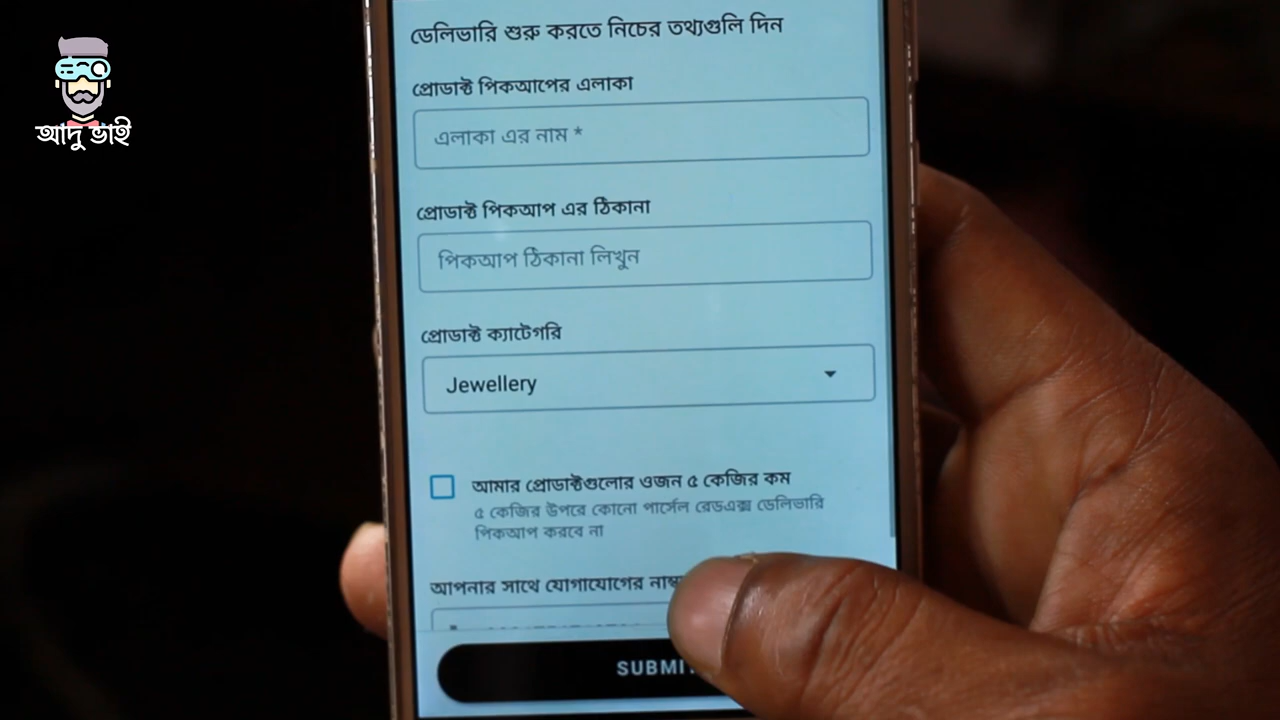 আদু ভাই
ডেলিভারি শুরু করতে নিচের তথ্যগুলি দিন
প্রোডাক্ট পিকআপের এলাকা
এলাকা এর নাম *
প্রোডাক্ট পিকআপ এর ঠিকানা
পিকআপ ঠিকানা লিখুন
প্রোডাক্ট ক্যাটেগরি
Jewellery
আমার প্রোডাক্টগুলোর ওজন ৫ কেজির কম
৫ কেজির উপরে কোনো পার্সেল রেডএক্স ডেলিভারি
পিকআপ করবে না
আপনার সাথে যোগাযোগের